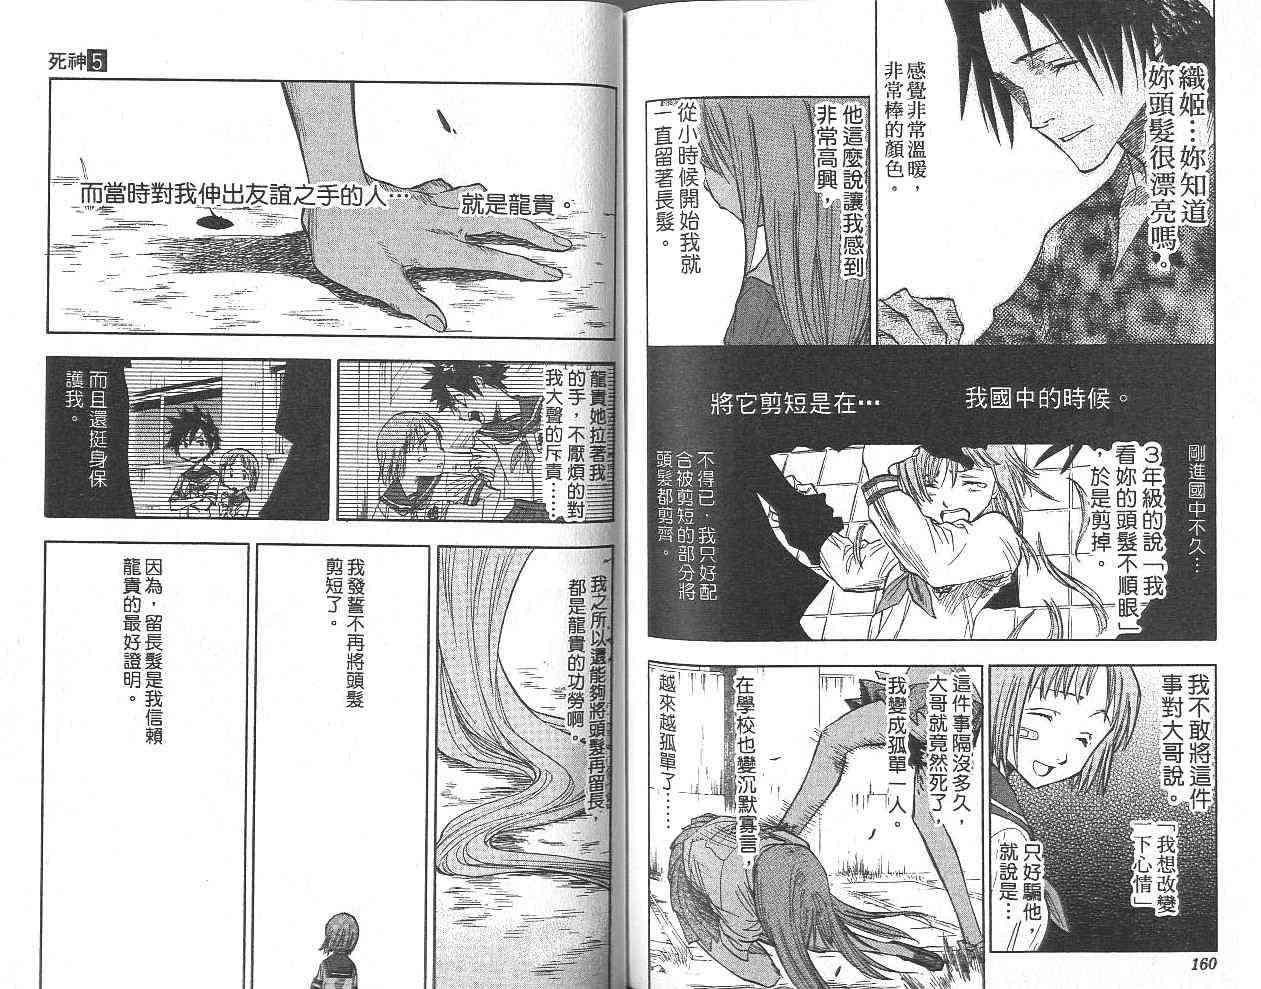 織姬…妳知道
妳頭髮很漂亮嗎。
感覺非常溫暖，
非常棒的顏色。
他這麼說讓我感到
非常高興，
從小時候開始我就
一直留著長髮。
我國中的時候。
將它剪短是在…
剛進國中不久…
３年級的說「我
看妳的頭髮不順眼」
，於是剪掉。
不得已，我只好配
合被剪短的部分將
頭髮都剪齊。
我不敢將這件
事對大哥說。
只好騙他，
就說是…
「我想改變
一下心情」
這件事隔沒多久，
大哥就竟然死了，
我變成孤單一人。
在學校也變沉默寡言，
越來越孤單了……
160
死神5
而當時對我伸出友誼之手的人…
就是龍貴。
龍貴她拉著我
的手，不厭煩的對
我大聲的斥責……
而且還挺身保
護我。
我之所以還能夠將頭髮再留長，
都是龍貴的功勞啊。
我發誓不再將頭髮
剪短了。
因為，留長髮是我信賴
龍貴的最好證明。